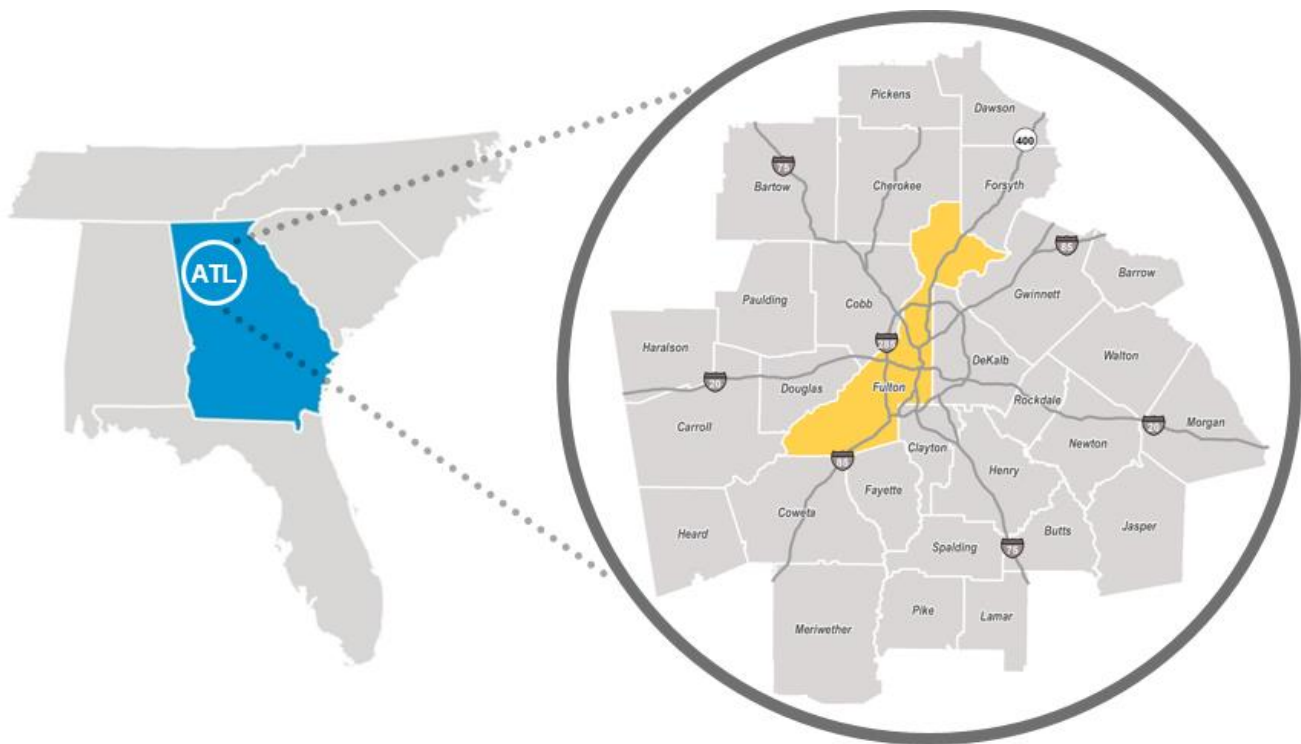 ATL
Pickens
Dawson
400
75
Bartow
Cherokee
Forsyth
85
Barrow
Gwinnett
Paulding
Cobb
Haralson
285
DeKalb
Walton
20
Douglas
Fulton
Rockdale
Carroll
20
Morgan
Newton
Clayton
Henry
Fayette
Coweta
Heard
Butts
Jasper
Spalding
75
Pike
Lamar
Meriwether